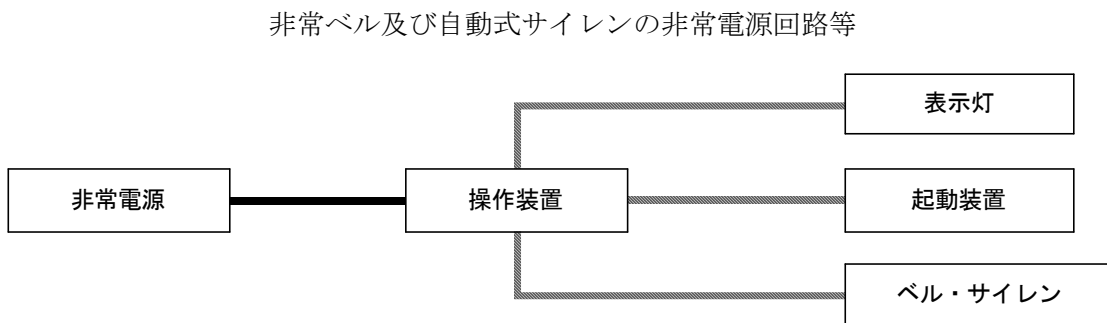 非常ベル及び自動式サイレンの非常電源回路等
表示灯
非常電源
操作装置
起動装置
ベル・サイレン